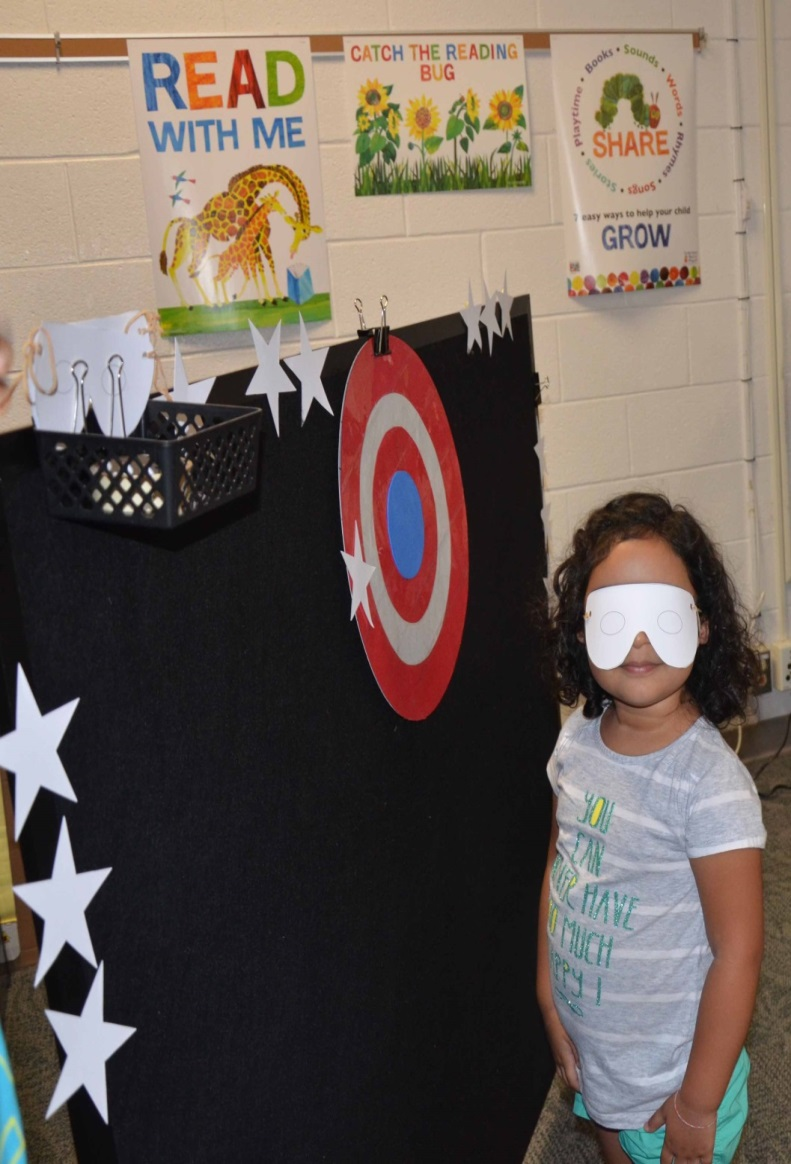 READ
WITH ME
CATCH THE READING
BUG
Books • Sounds • Words • Rhymes • Songs • Stories • Playtime •
SHARE
7 easy ways to help your child
GROW
YOU
CAN
HAVE
MUCH